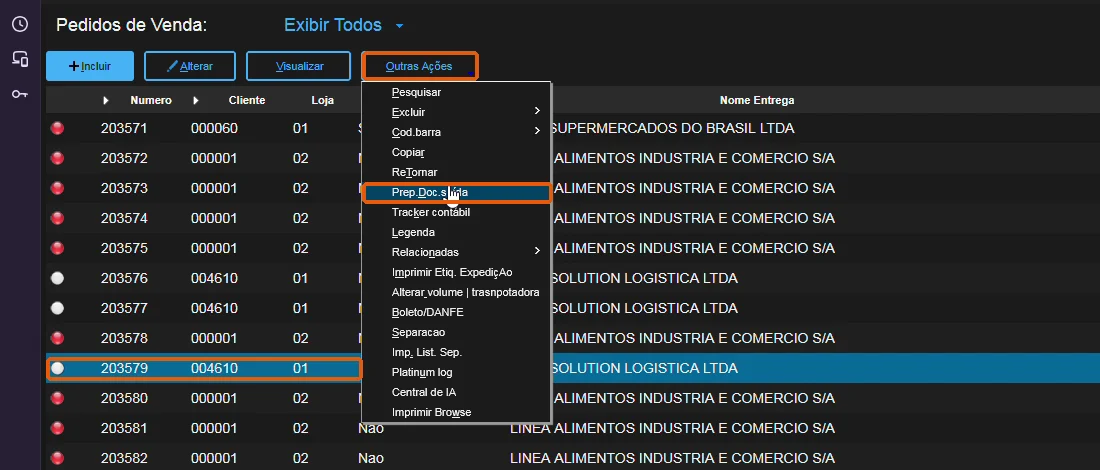 Pedidos de Venda: Exibir Todos
Incluir Alterar Visualizar Outras Ações
Numero Cliente Loja Nome Entrega
Pesquisar
Excluir
Cod.barra
Copiar
ReTornar
Prep.Doc.
Tracker contábil
Legenda
Relacionadas
Imprimir Etiq. ExpediçAo
Alterar volume | trasnpotadora
Boleto/DANFE
Separacao
Imp. List. Sep.
Platinum log
Central de IA
Imprimir Browse
203571 000060 01 SUPERMERCADOS DO BRASIL LTDA
203572 000001 02 ALIMENTOS INDUSTRIA E COMERCIO S/A
203573 000001 02 ALIMENTOS INDUSTRIA E COMERCIO S/A
203574 000001 02 ALIMENTOS INDUSTRIA E COMERCIO S/A
203575 000001 02 ALIMENTOS INDUSTRIA E COMERCIO S/A
203576 004610 01 SOLUTION LOGISTICA LTDA
203577 004610 01 SOLUTION LOGISTICA LTDA
203578 000001 02 ALIMENTOS INDUSTRIA E COMERCIO S/A
203579 004610 01 SOLUTION LOGISTICA LTDA
203580 000001 02 ALIMENTOS INDUSTRIA E COMERCIO S/A
203581 000001 02 Nao LINEA ALIMENTOS INDUSTRIA E COMERCIO S/A
203582 000001 02 Nao LINEA ALIMENTOS INDUSTRIA E COMERCIO S/A